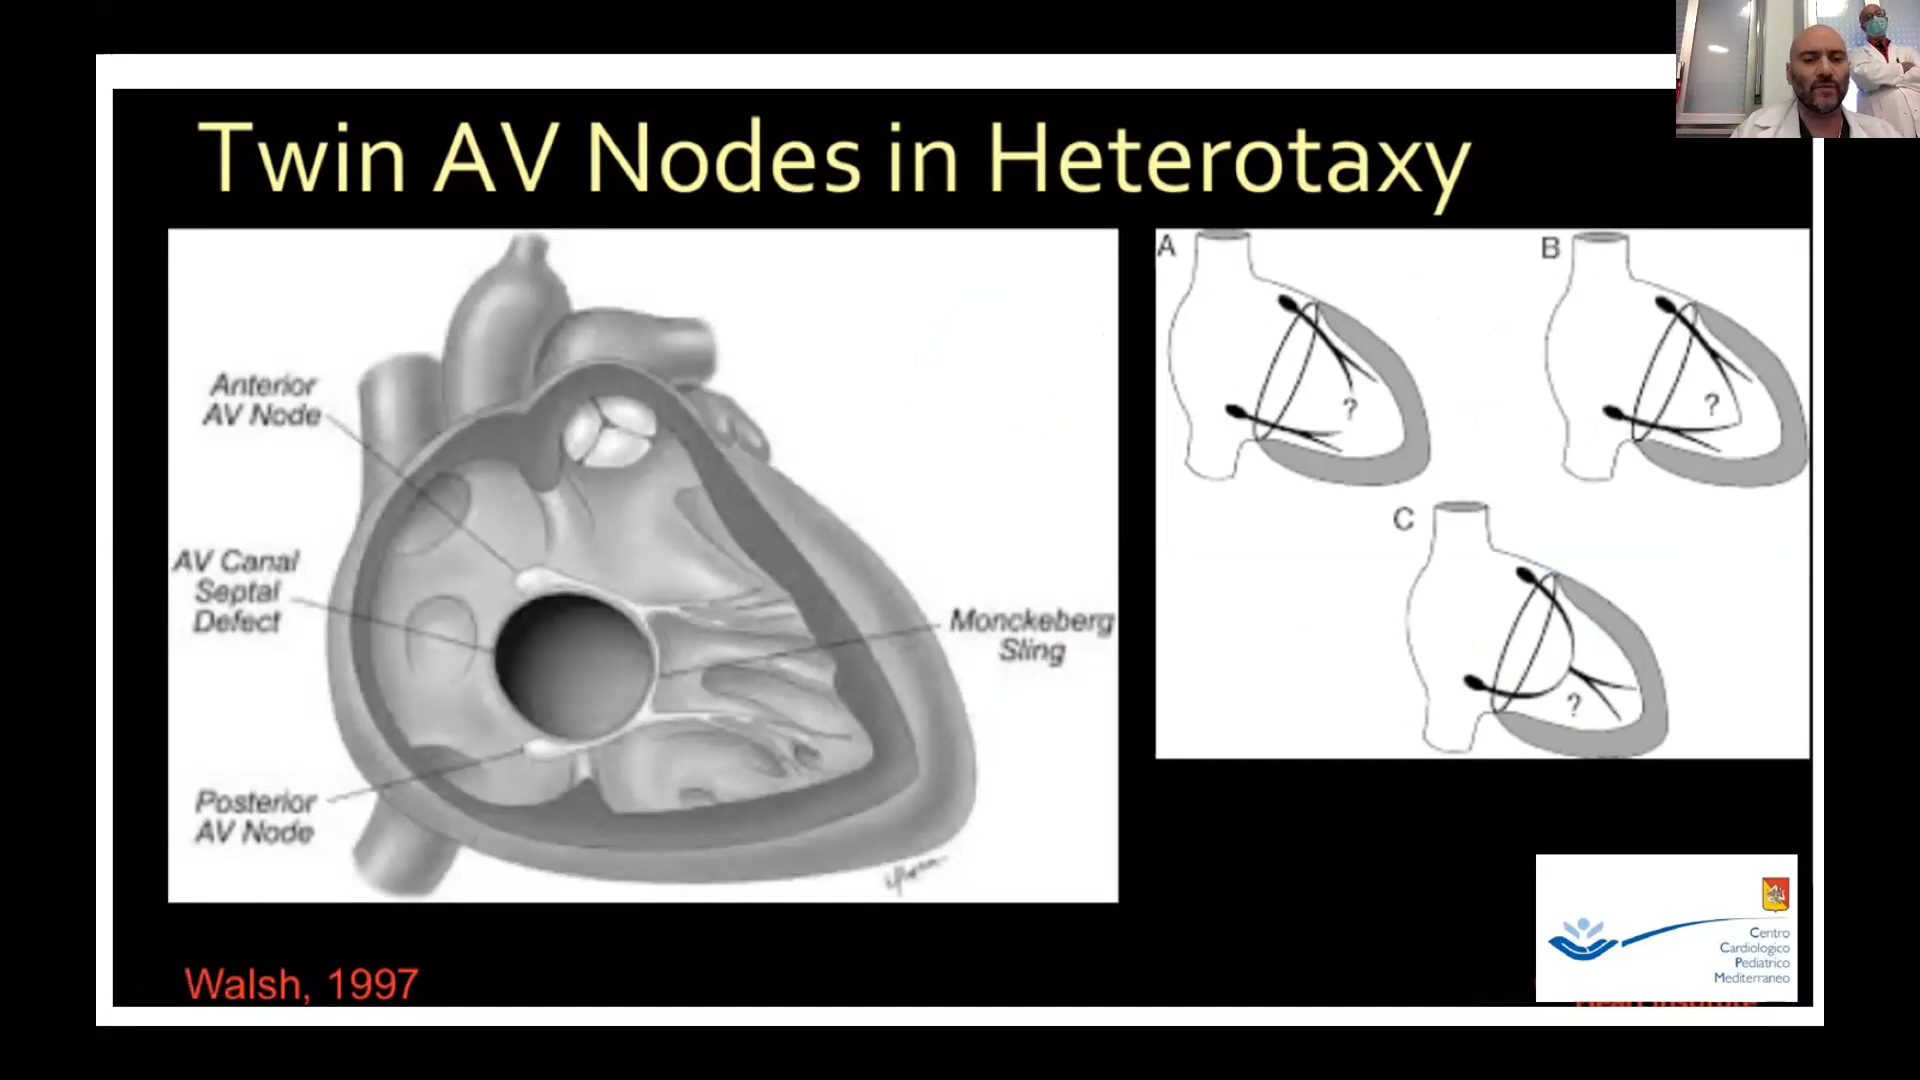 Twin AV Nodes in Heterotaxy
Anterior
AV Node
AV Canal
Septal
Defect
Posterior
AV Node
Monckeberg
Sling
A
?
B
?
C
?
Walsh, 1997
Centro
Cardiologico
Pediatrico
Mediterraneo